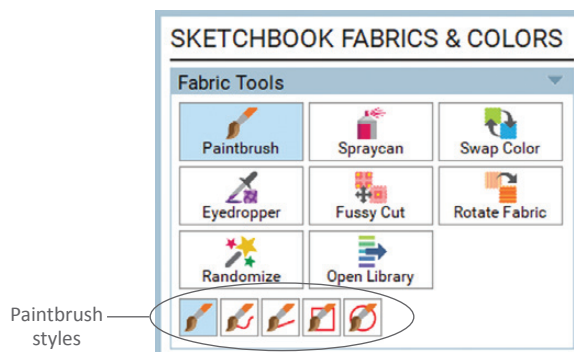 SKETCHBOOK FABRICS & COLORS
Fabric Tools
Paintbrush
Spraycan
Swap Color
Eyedropper
Fussy Cut
Rotate Fabric
Randomize
Open Library
Paintbrush
styles